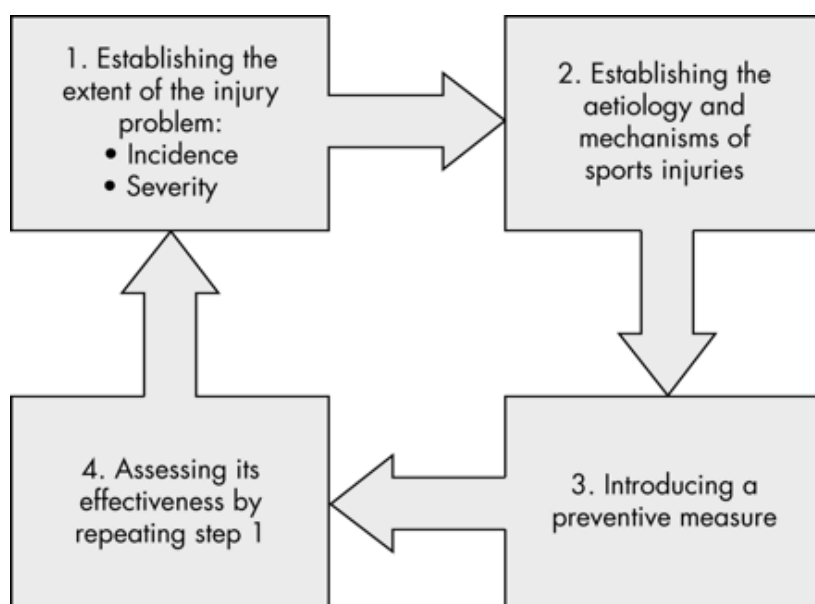 1. Establishing the
extent of the injury
problem:
• Incidence
• Severity
2. Establishing the
aetiology and
mechanisms of
sports injuries
3. Introducing a
preventive measure
4. Assessing its
effectiveness by
repeating step 1